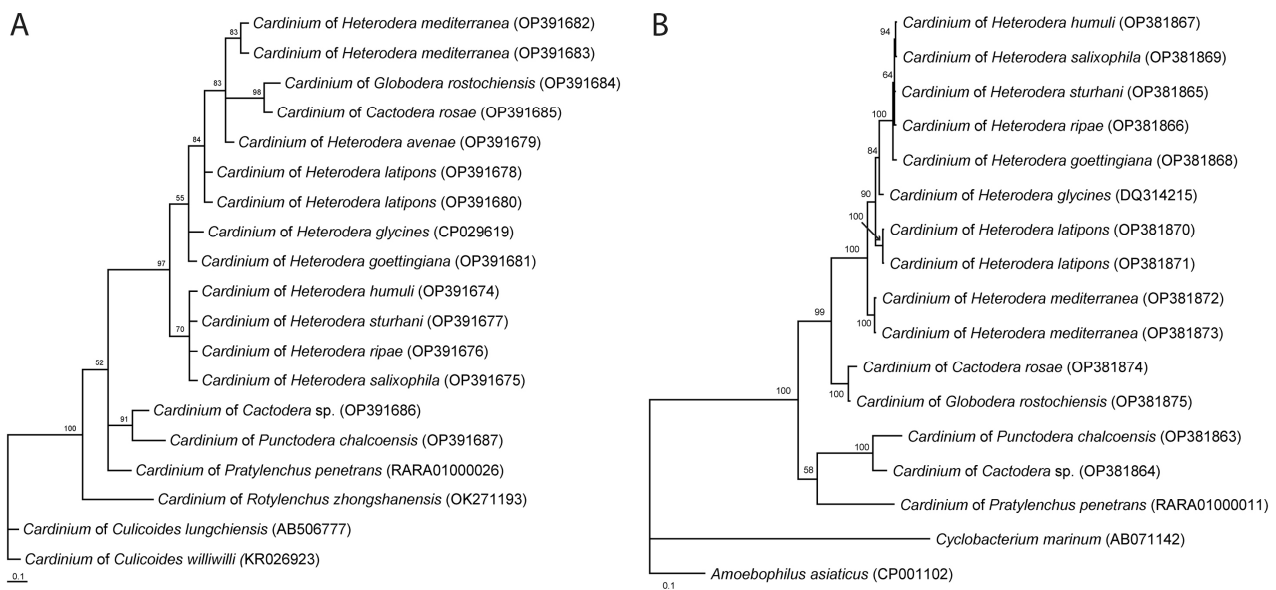 A
Cardinium of Heterodera mediterranea (OP391682)
83
Cardinium of Heterodera mediterranea (OP391683)
83
Cardinium of Globodera rostochiensis (OP391684)
98
Cardinium of Cactodera rosae (OP391685)
84
Cardinium of Heterodera avenae (OP391679)
Cardinium of Heterodera latipons (OP391678)
55
Cardinium of Heterodera latipons (OP391680)
Cardinium of Heterodera glycines (CP029619)
97
Cardinium of Heterodera goettingiana (OP391681)
Cardinium of Heterodera humuli (OP391674)
Cardinium of Heterodera sturhani (OP391677)
70
Cardinium of Heterodera ripae (OP391676)
52
Cardinium of Heterodera salixophila (OP391675)
Cardinium of Cactodera sp. (OP391686)
91
100
Cardinium of Punctodera chalcoensis (OP391687)
Cardinium of Pratylenchus penetrans (RARA01000026)
Cardinium of Rotylenchus zhongshanensis (OK271193)
Cardinium of Culicoides lungchiensis (AB506777)
Cardinium of Culicoides williwilli (KR026923)
0.1
B
Cardinium of Heterodera humuli (OP381867)
94
Cardinium of Heterodera salixophila (OP381869)
64
Cardinium of Heterodera sturhani (OP381865)
100
Cardinium of Heterodera ripae (OP381866)
84
Cardinium of Heterodera goettingiana (OP381868)
90
Cardinium of Heterodera glycines (DQ314215)
100
Cardinium of Heterodera latipons (OP381870)
100
Cardinium of Heterodera latipons (OP381871)
Cardinium of Heterodera mediterranea (OP381872)
99
100
Cardinium of Heterodera mediterranea (OP381873)
Cardinium of Cactodera rosae (OP381874)
100
100
Cardinium of Globodera rostochiensis (OP381875)
Cardinium of Punctodera chalcoensis (OP381863)
100
58
Cardinium of Cactodera sp. (OP381864)
Cardinium of Pratylenchus penetrans (RARA01000011)
Cyclobacterium marinum (AB071142)
Amoebophilus asiaticus (CP001102)
0.1